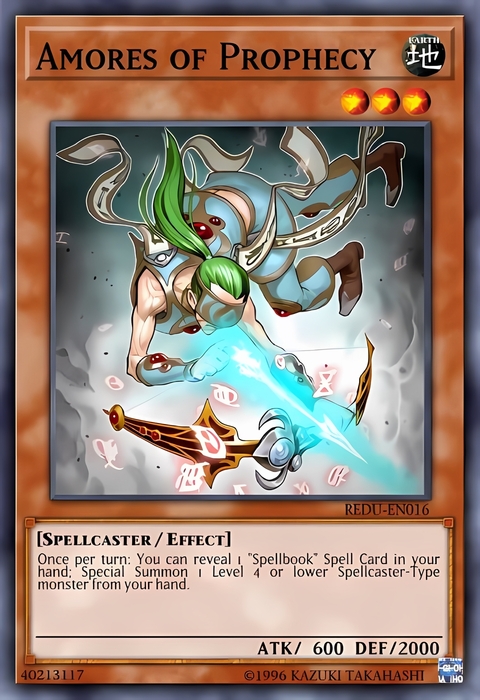 AMORES OF PROPHECY
EARTH
地
REDU-EN016
[SPELLCASTER / EFFECT]
Once per turn: You can reveal 1 "Spellbook" Spell Card in your
hand; Special Summon 1 Level 4 or lower Spellcaster-Type
monster from your hand.
ATK/ 600 DEF/2000
40213117
©1996 KAZUKI TAKAHASHI